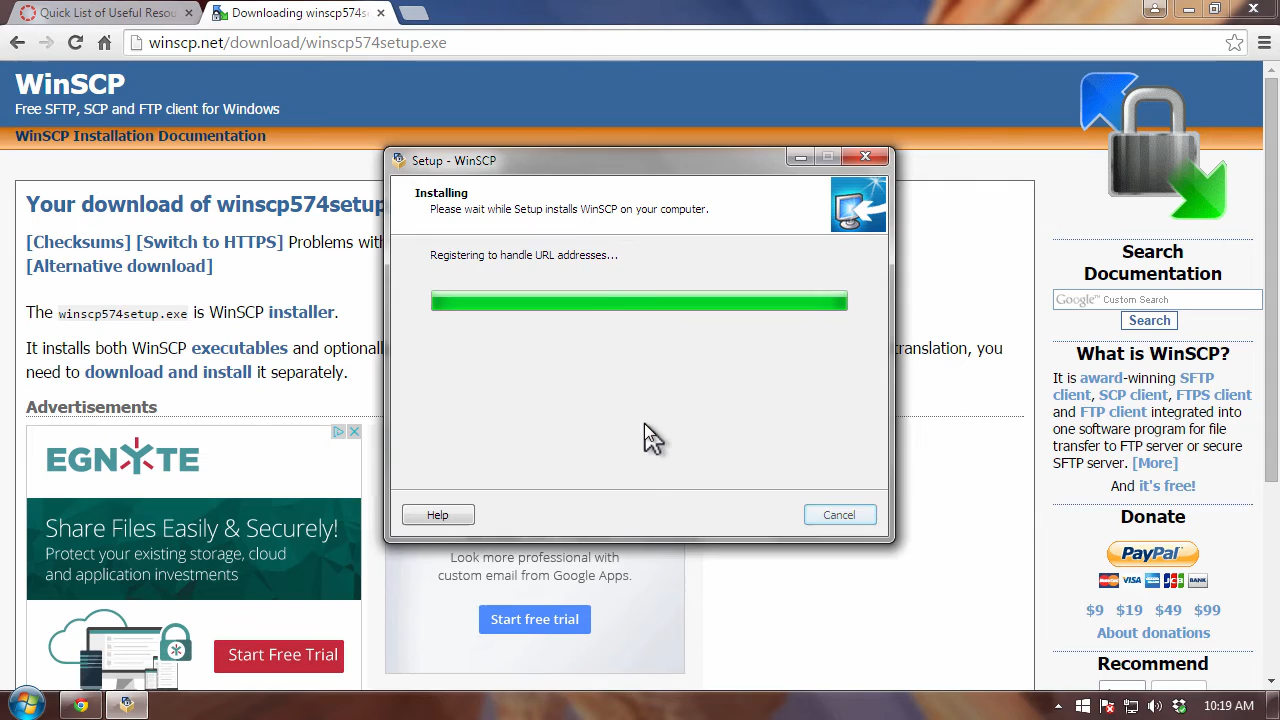 Quick List of Useful Resou
Downloading winscp574s
winscp.net/download/winscp574setup.exe
WinSCP
Free SFTP, SCP and FTP client for Windows
WinSCP Installation Documentation
Your download of winscp574setup
[Checksums] [Switch to HTTPS] Problems with
[Alternative download]
The winscp574setup.exe is WinSCP installer.
It installs both WinSCP executables and optionall
translation, you
need to download and install it separately.
Advertisements
EGNYTE
Share Files Easily & Securely!
Protect your existing storage, cloud
and application investments
Start Free Trial
Setup - WinSCP
Installing
Please wait while Setup installs WinSCP on your computer.
Registering to handle URL addresses...
Help
Cancel
Look more professional with
custom email from Google Apps.
Start free trial
Search
Documentation
Google™ Custom Search
Search
What is WinSCP?
It is award-winning SFTP
client, SCP client, FTPS client
and FTP client integrated into
one software program for file
transfer to FTP server or secure
SFTP server. [More]
And it's free!
Donate
PayPal
VISA
JCB
BANK
$9 $19 $49 $99
About donations
Recommend
10:19 AM